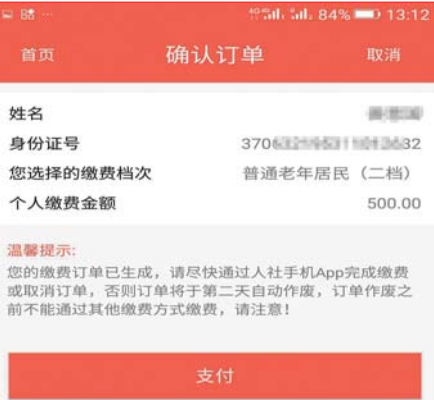 84% 13:12
首页 确认订单 取消
姓名
身份证号 370 32
您选择的缴费档次 普通老年居民（二档）
个人缴费金额 500.00
温馨提示:
您的缴费订单已生成，请尽快通过人社手机App完成缴费
或取消订单，否则订单将于第二天自动作废，订单作废之
前不能通过其他缴费方式缴费，请注意！
支付